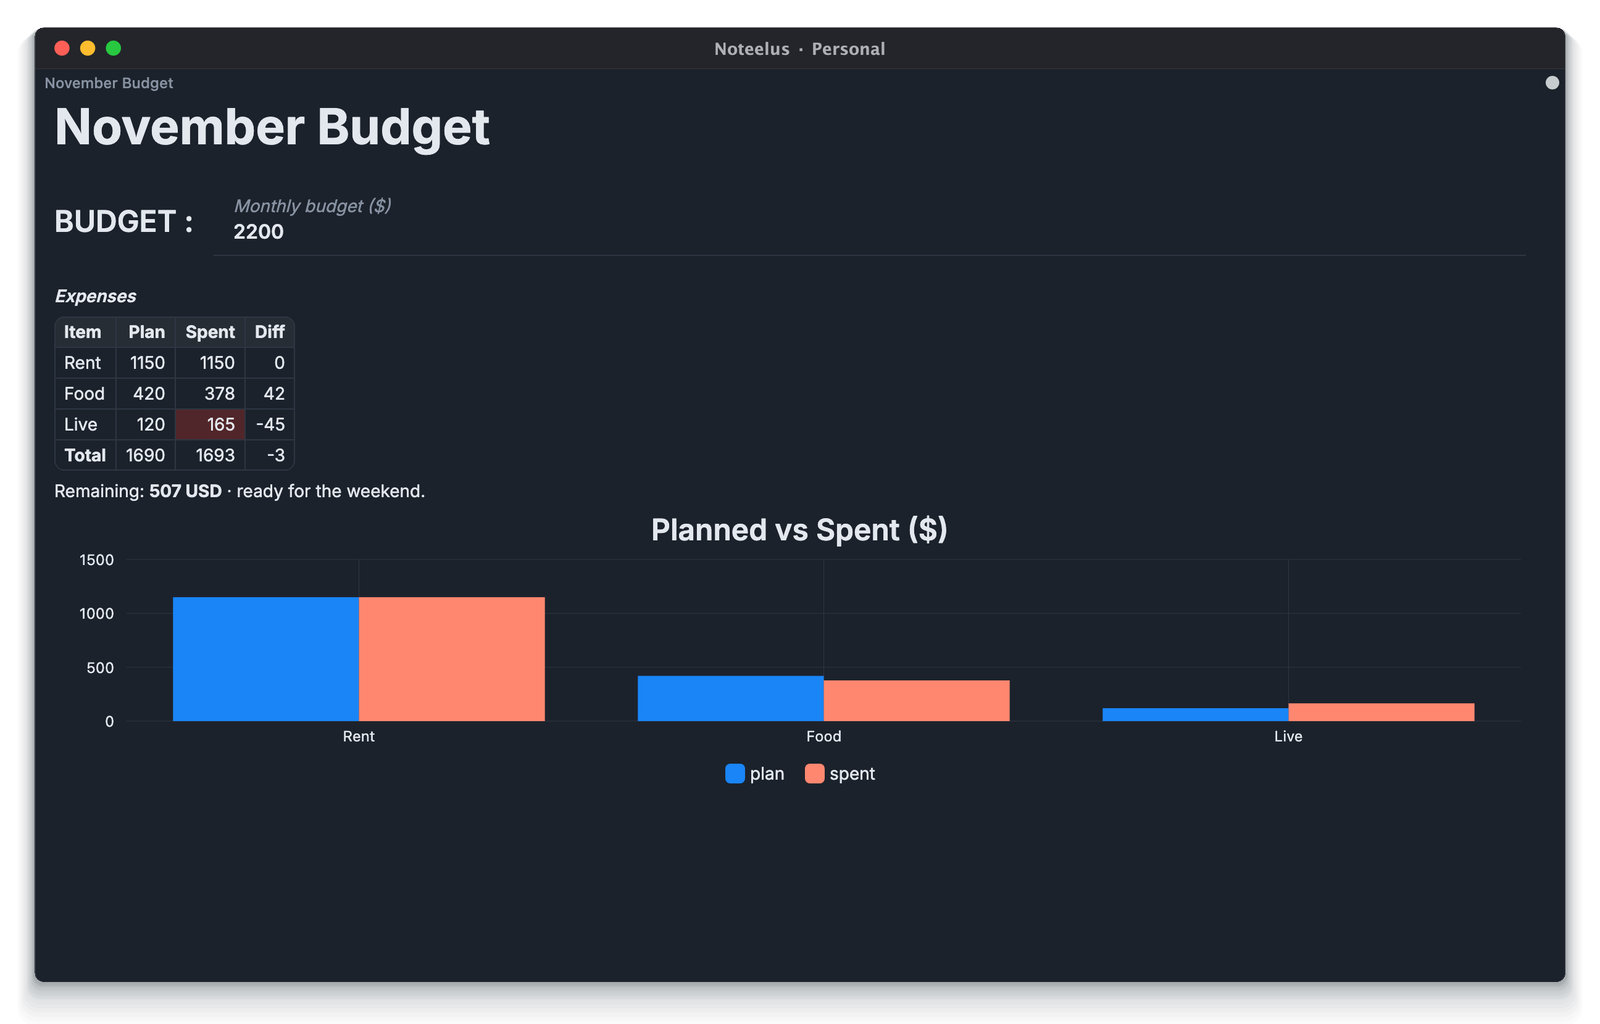 Noteelus · Personal
November Budget
November Budget
BUDGET :
Monthly budget ($)
2200
Expenses
Item Plan Spent Diff
Rent 1150 1150 0
Food 420 378 42
Live 120 165 -45
Total 1690 1693 -3
Remaining: 507 USD · ready for the weekend.
Planned vs Spent ($)
1500
1000
500
0
Rent Food Live
plan spent